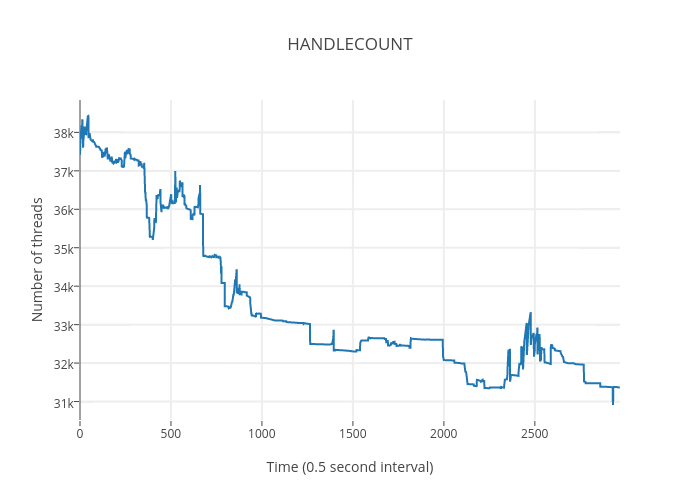 HANDLECOUNT
38k
37k
36k
35k
34k
33k
32k
31k
Number of threads
0 500 1000 1500 2000 2500
Time (0.5 second interval)